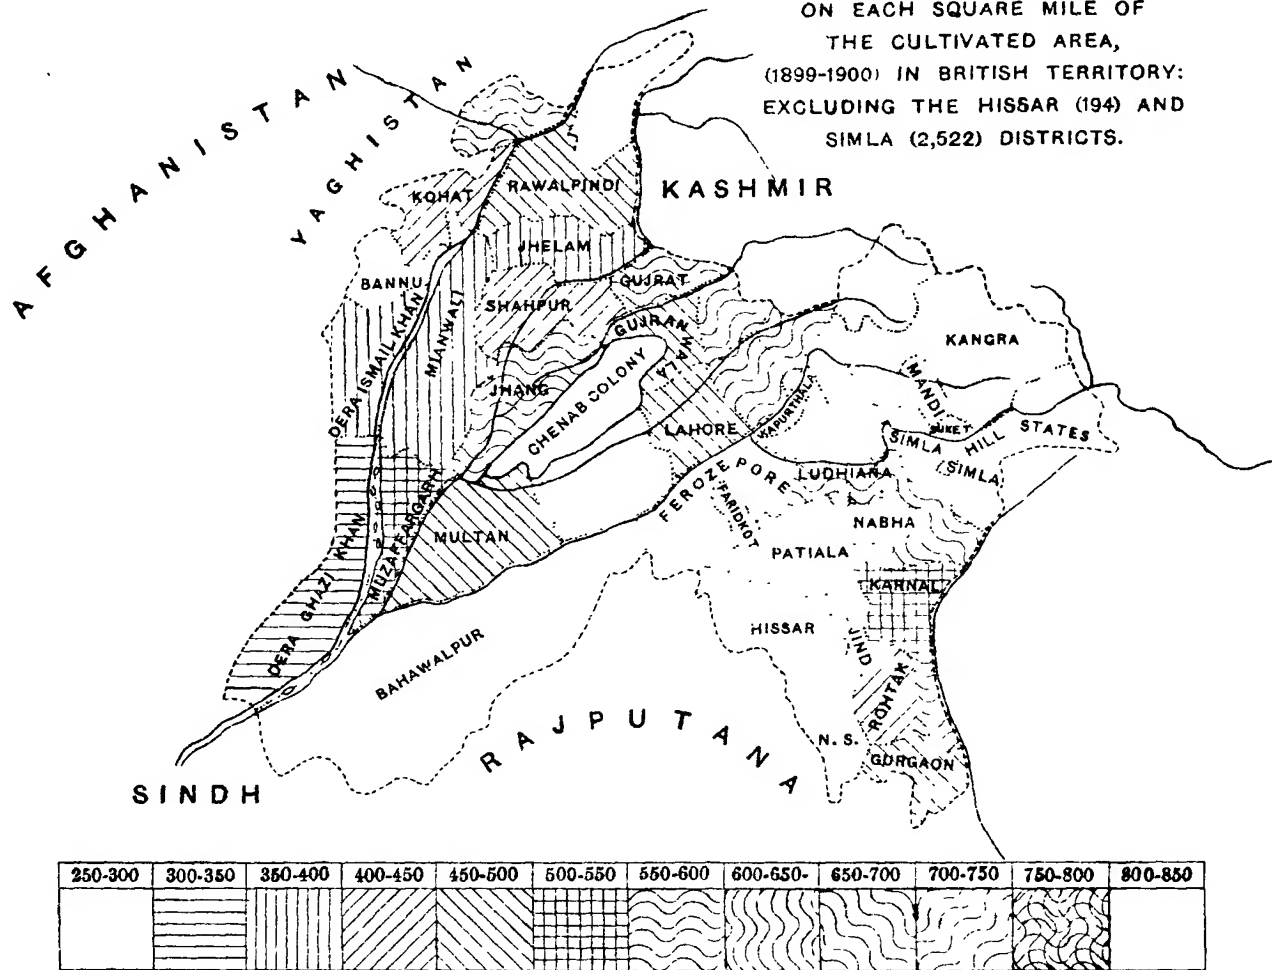 ON EACH SQUARE MILE OF
THE CULTIVATED AREA,
(1899-1900) IN BRITISH TERRITORY:
EXCLUDING THE HISSAR (194) AND
SIMLA (2,522) DISTRICTS.
AFGHANISTAN
YAGHISTAN
KASHMIR
KOHAT
RAWALPINDI
JHELAM
BANNU
GUJRAT
SHAHPUR
DERA ISMAIL KHAN
MIANWALI
GUJRANWALA
KANGRA
JHANG
CHENAB COLONY
MANDI
KAPURTHALA
SUKET
LAHORE
SIMLA HILL STATES
SIMLA
FEROZEPORE
LUDHIANA
FARIDKOT
NABHA
MUZAFFARGARH
MULTAN
PATIALA
DERA GHAZI KHAN
KARNAL
HISSAR
JIND
BAHAWALPUR
ROHTAK
RAJPUTANA
N. S.
GURGAON
SINDH
250-300 300-350 350-400 400-450 450-500 500-550 550-600 600-650- 650-700 700-750 750-800 800-850